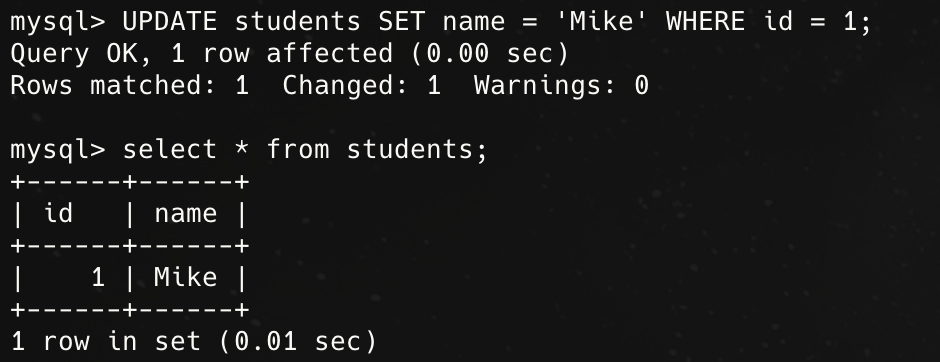 mysql> UPDATE students SET name = 'Mike' WHERE id = 1;
Query OK, 1 row affected (0.00 sec)
Rows matched: 1  Changed: 1  Warnings: 0

mysql> select * from students;
+------+------+
| id   | name |
+------+------+
|    1 | Mike |
+------+------+
1 row in set (0.01 sec)